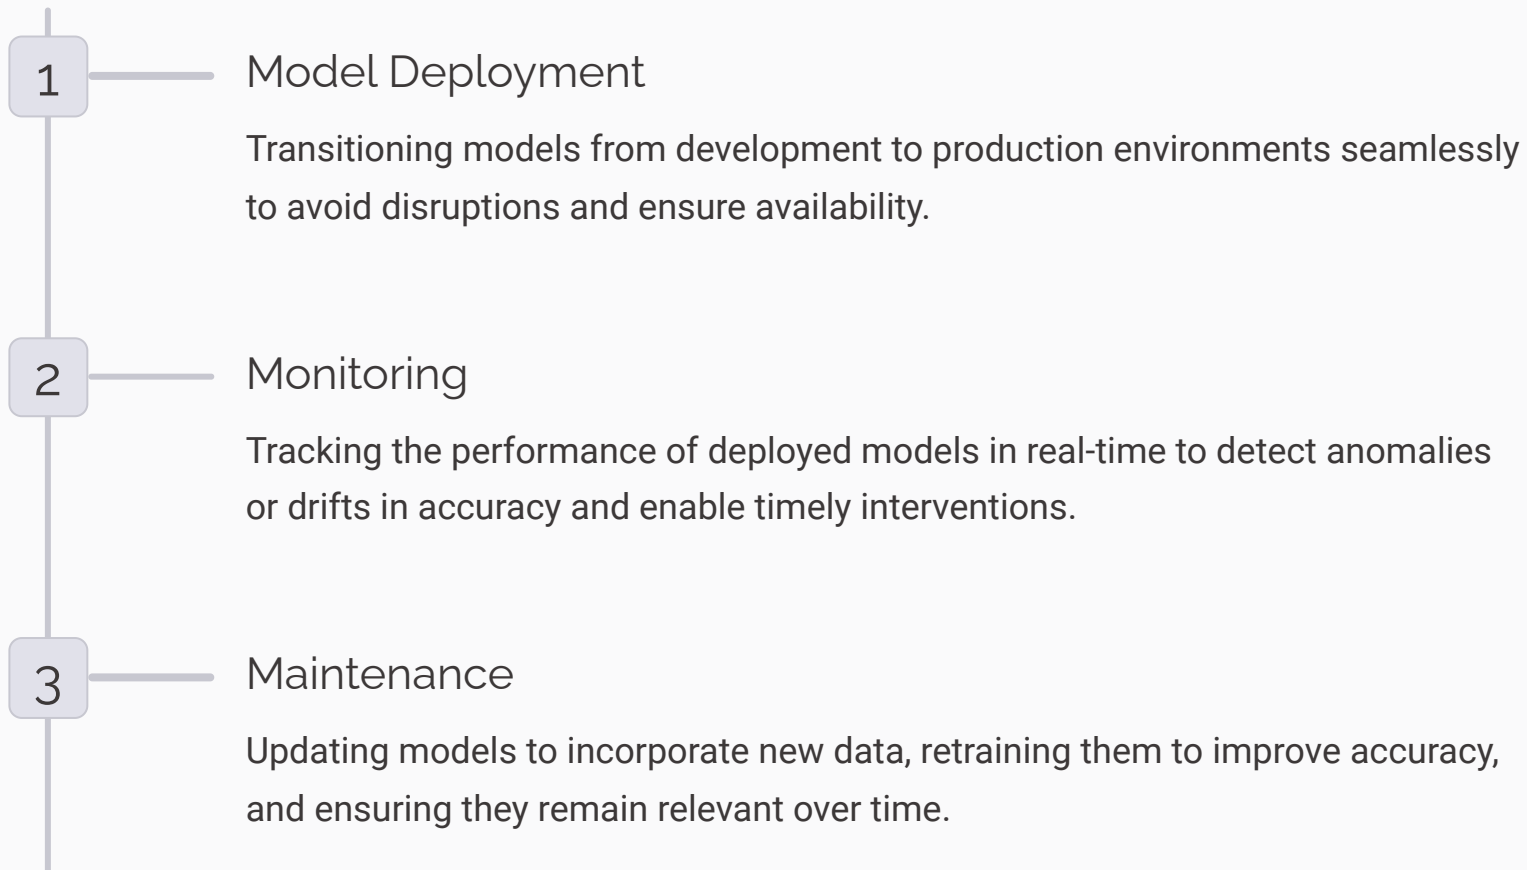 1
Model Deployment
Transitioning models from development to production environments seamlessly
to avoid disruptions and ensure availability.
2
Monitoring
Tracking the performance of deployed models in real-time to detect anomalies
or drifts in accuracy and enable timely interventions.
3
Maintenance
Updating models to incorporate new data, retraining them to improve accuracy,
and ensuring they remain relevant over time.